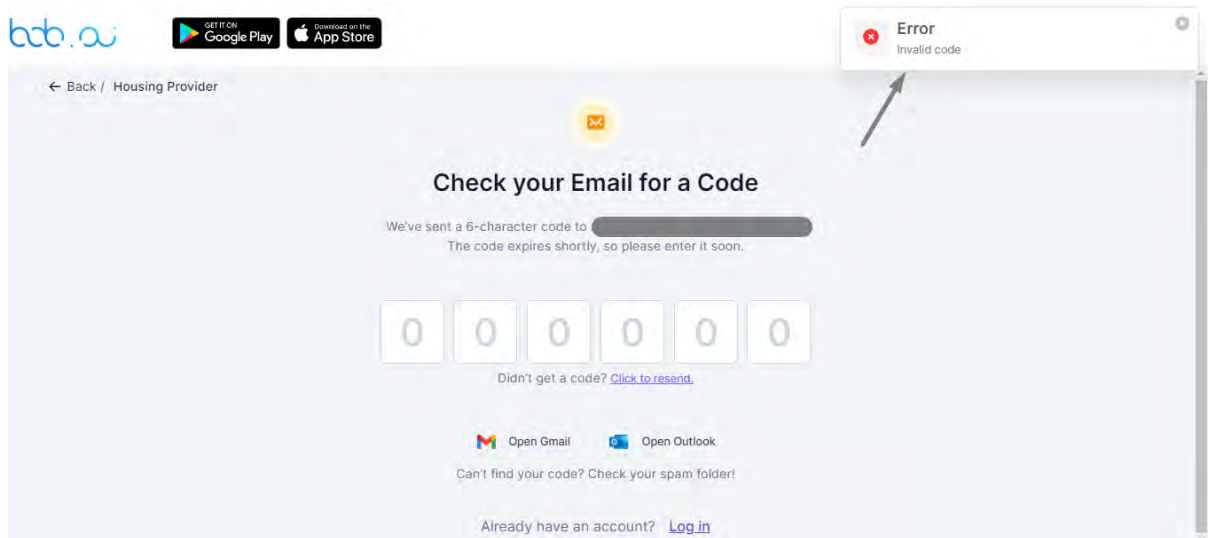 bob.ai
GET IT ON
Google Play
Download on the
App Store
Error
Invalid code
← Back / Housing Provider
Check your Email for a Code
We've sent a 6-character code to
The code expires shortly, so please enter it soon.
0 0 0 0 0 0
Didn't get a code? Click to resend.
Open Gmail Open Outlook
Can't find your code? Check your spam folder!
Already have an account? Log in